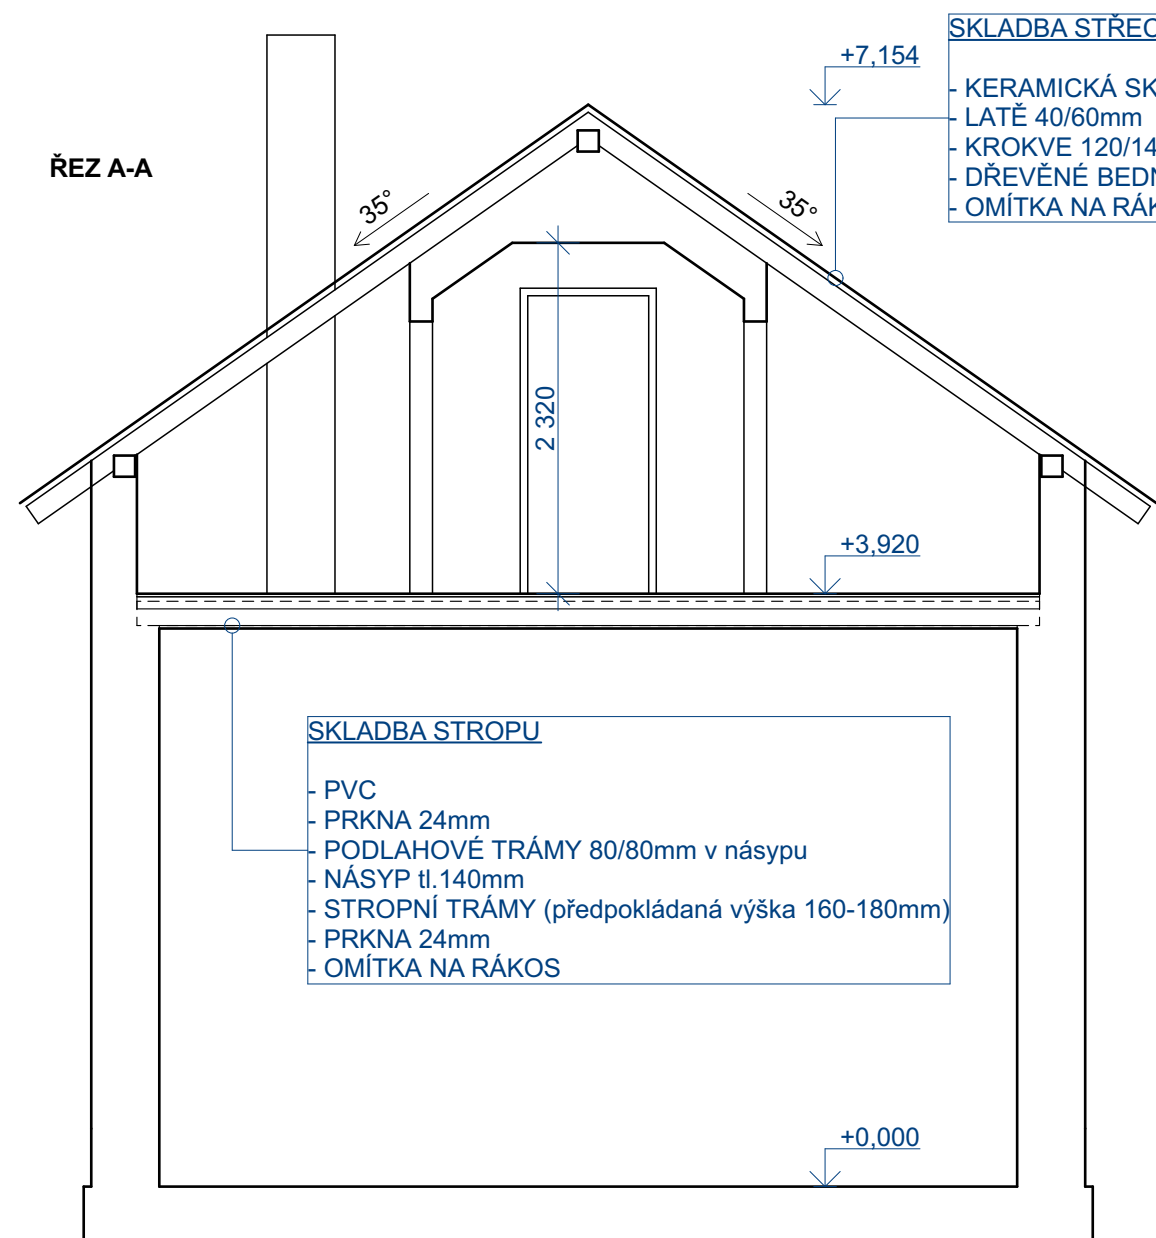 SKLADBA STŘEC
+7,154
- KERAMICKÁ SK
- LATĚ 40/60mm
- KROKVE 120/14
- DŘEVĚNÉ BEDN
- OMÍTKA NA RÁK
ŘEZ A-A
35°
35°
2 320
+3,920
SKLADBA STROPU
- PVC
- PRKNA 24mm
- PODLAHOVÉ TRÁMY 80/80mm v násypu
- NÁSYP tl.140mm
- STROPNÍ TRÁMY (předpokládaná výška 160-180mm)
- PRKNA 24mm
- OMÍTKA NA RÁKOS
+0,000